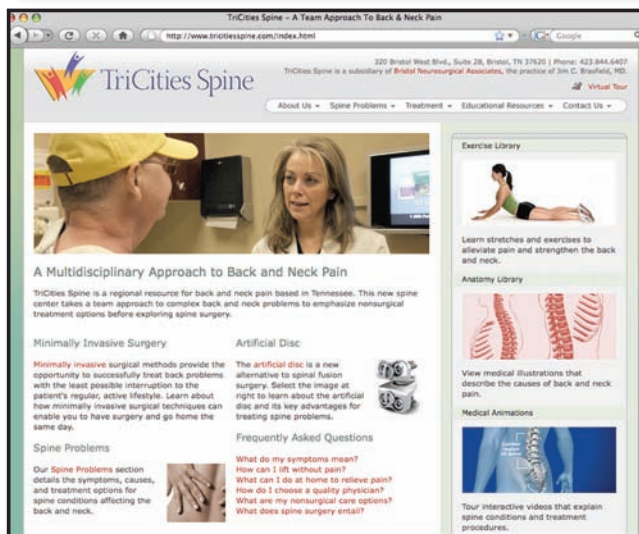 TriCities Spine – A Team Approach To Back & Neck Pain
http://www.tricitiesspine.com/index.html
Google
TriCities Spine
320 Bristol West Blvd., Suite 2B, Bristol, TN 37620 | Phone: 423.844.6407
TriCities Spine is a subsidiary of Bristol Neurosurgical Associates, the practice of Jim C. Brasfield, MD.
Virtual Tour
About Us
Spine Problems
Treatment
Educational Resources
Contact Us
A Multidisciplinary Approach to Back and Neck Pain
TriCities Spine is a regional resource for back and neck pain based in Tennessee. This new spine
center takes a team approach to complex back and neck problems to emphasize nonsurgical
treatment options before exploring spine surgery.
Minimally Invasive Surgery
Minimally invasive surgical methods provide the
opportunity to successfully treat back problems
with the least possible interruption to the
patient's regular, active lifestyle. Learn about
how minimally invasive surgical techniques can
enable you to have surgery and go home the
same day.
Spine Problems
Our Spine Problems section
details the symptoms, causes,
and treatment options for
spine conditions affecting the
back and neck.
Artificial Disc
The artificial disc is a new
alternative to spinal fusion
surgery. Select the image at
right to learn about the artificial
disc and its key advantages for
treating spine problems.
Frequently Asked Questions
What do my symptoms mean?
How can I lift without pain?
What can I do at home to relieve pain?
How do I choose a quality physician?
What are my nonsurgical care options?
What does spine surgery entail?
Exercise Library
Learn stretches and exercises to
alleviate pain and strengthen the back
and neck.
Anatomy Library
View medical illustrations that
describe the causes of back and neck
pain.
Medical Animations
Lumbar
region
of spine
Tour interactive videos that explain
spine conditions and treatment
procedures.